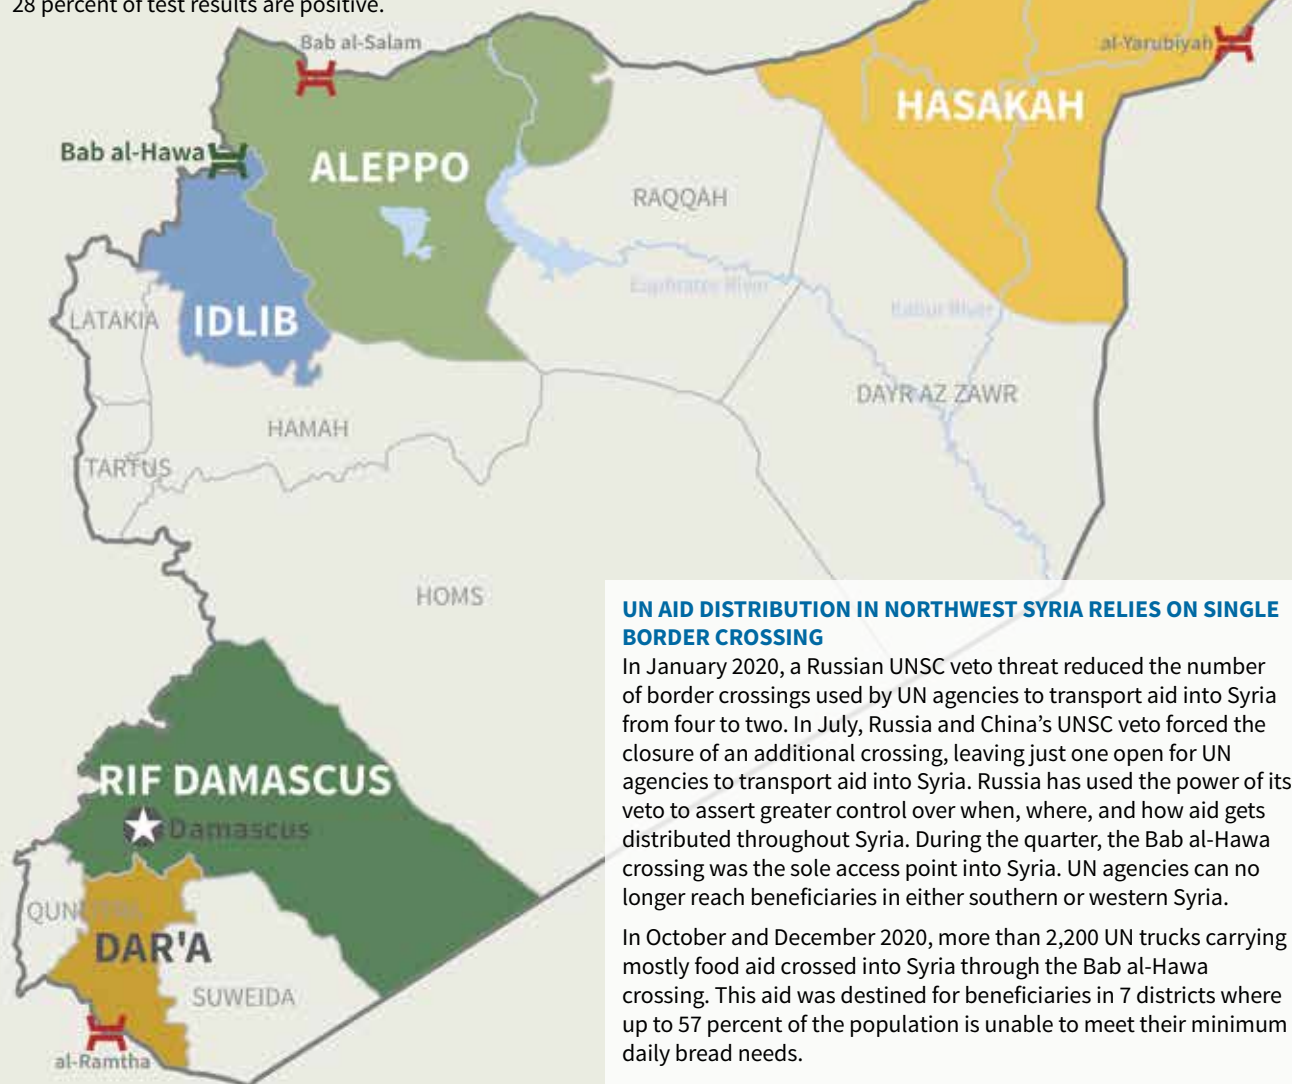 28 percent of test results are positive.
Bab al-Salam
al-Yarubiyah
HASAKAH
Bab al-Hawa
ALEPPO
RAQQAH
Euphrates River
Kabur River
LATAKIA
IDLIB
DAYR AZ ZAWR
HAMAH
TARTUS
HOMS
UN AID DISTRIBUTION IN NORTHWEST SYRIA RELIES ON SINGLE
BORDER CROSSING
In January 2020, a Russian UNSC veto threat reduced the number
of border crossings used by UN agencies to transport aid into Syria
from four to two. In July, Russia and China's UNSC veto forced the
closure of an additional crossing, leaving just one open for UN
agencies to transport aid into Syria. Russia has used the power of its
veto to assert greater control over when, where, and how aid gets
distributed throughout Syria. During the quarter, the Bab al-Hawa
crossing was the sole access point into Syria. UN agencies can no
longer reach beneficiaries in either southern or western Syria.
In October and December 2020, more than 2,200 UN trucks carrying
mostly food aid crossed into Syria through the Bab al-Hawa
crossing. This aid was destined for beneficiaries in 7 districts where
up to 57 percent of the population is unable to meet their minimum
daily bread needs.
RIF DAMASCUS
Damascus
DAR'A
SUWEIDA
al-Ramtha